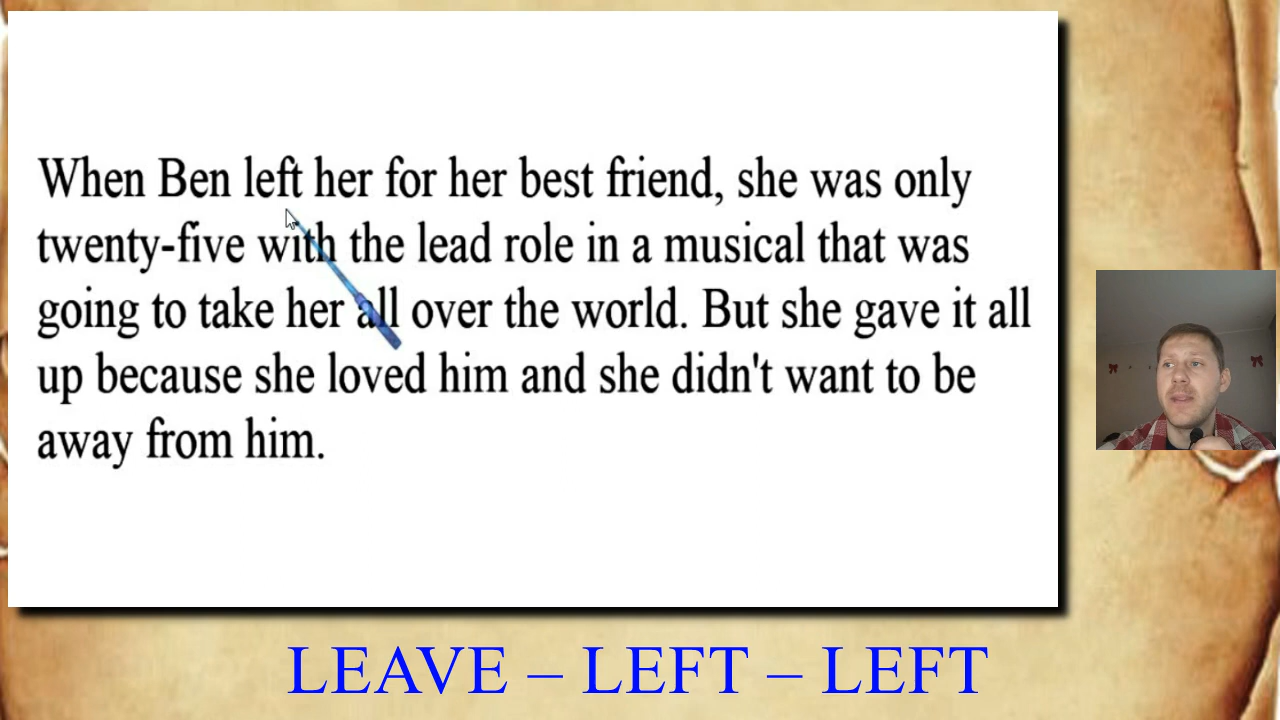 When Ben left her for her best friend, she was only
twenty-five with the lead role in a musical that was
going to take her all over the world. But she gave it all
up because she loved him and she didn't want to be
away from him.
LEAVE – LEFT – LEFT